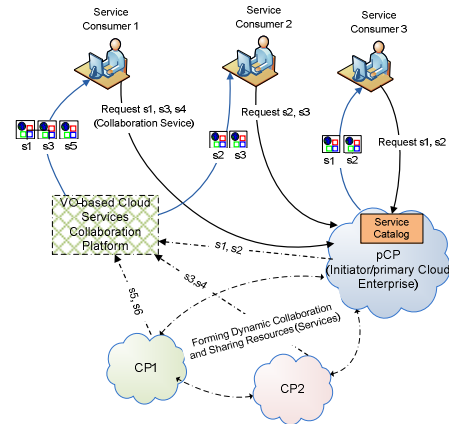 Service
Consumer 1
Service
Consumer 2
Service
Consumer 3
Request s1, s3, s4
(Collaboration Sevice)
Request s2, s3
Request s1, s2
s1 s3 s5
s2 s3
s1 s2
VO-based Cloud
Services
Collaboration
Platform
Service
Catalog
pCP
(Initiator/primary Cloud
Enterprise)
s1, s2
s3,s4
s5, s6
Forming Dynamic Collaboration
and Sharing Resources (Services)
CP1
CP2